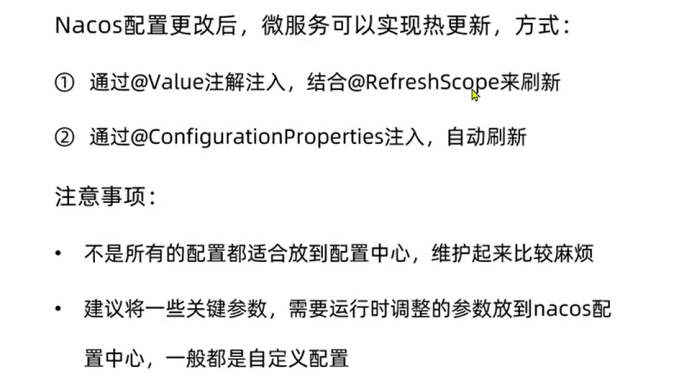 Nacos配置更改后，微服务可以实现热更新，方式：
① 通过@Value注解注入，结合@RefreshScope来刷新
② 通过@ConfigurationProperties注入，自动刷新
注意事项：
• 不是所有的配置都适合放到配置中心，维护起来比较麻烦
• 建议将一些关键参数，需要运行时调整的参数放到nacos配
置中心，一般都是自定义配置